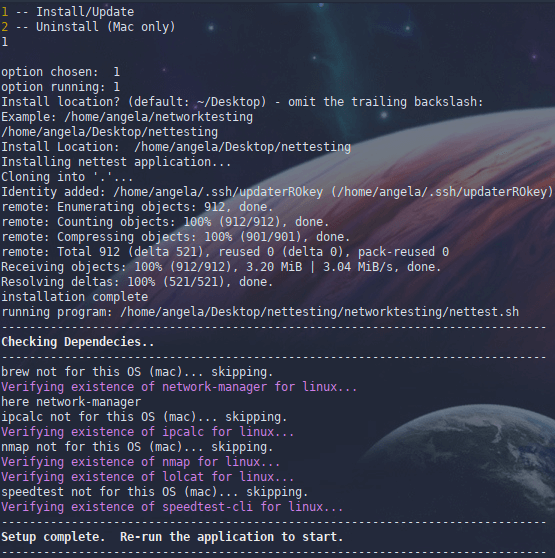 1 -- Install/Update
2 -- Uninstall (Mac only)
1
option chosen:  1
option running: 1
Install location? (default: ~/Desktop) - omit the trailing backslash:
Example: /home/angela/networktesting
/home/angela/Desktop/nettesting
Install Location:  /home/angela/Desktop/nettesting
Installing nettest application...
Cloning into '.'...
Identity added: /home/angela/.ssh/updaterROkey (/home/angela/.ssh/updaterROkey)
remote: Enumerating objects: 912, done.
remote: Counting objects: 100% (912/912), done.
remote: Compressing objects: 100% (901/901), done.
remote: Total 912 (delta 521), reused 0 (delta 0), pack-reused 0
Receiving objects: 100% (912/912), 3.20 MiB | 3.04 MiB/s, done.
Resolving deltas: 100% (521/521), done.
installation complete
running program: /home/angela/Desktop/nettesting/networktesting/nettest.sh
--------------------------------------------------------------------------------
Checking Dependecies..
--------------------------------------------------------------------------------
brew not for this OS (mac)... skipping.
Verifying existence of network-manager for linux...
here network-manager
ipcalc not for this OS (mac)... skipping.
Verifying existence of ipcalc for linux...
nmap not for this OS (mac)... skipping.
Verifying existence of nmap for linux...
Verifying existence of lolcat for linux...
speedtest not for this OS (mac)... skipping.
Verifying existence of speedtest-cli for linux...
--------------------------------------------------------------------------------
Setup complete.  Re-run the application to start.
--------------------------------------------------------------------------------